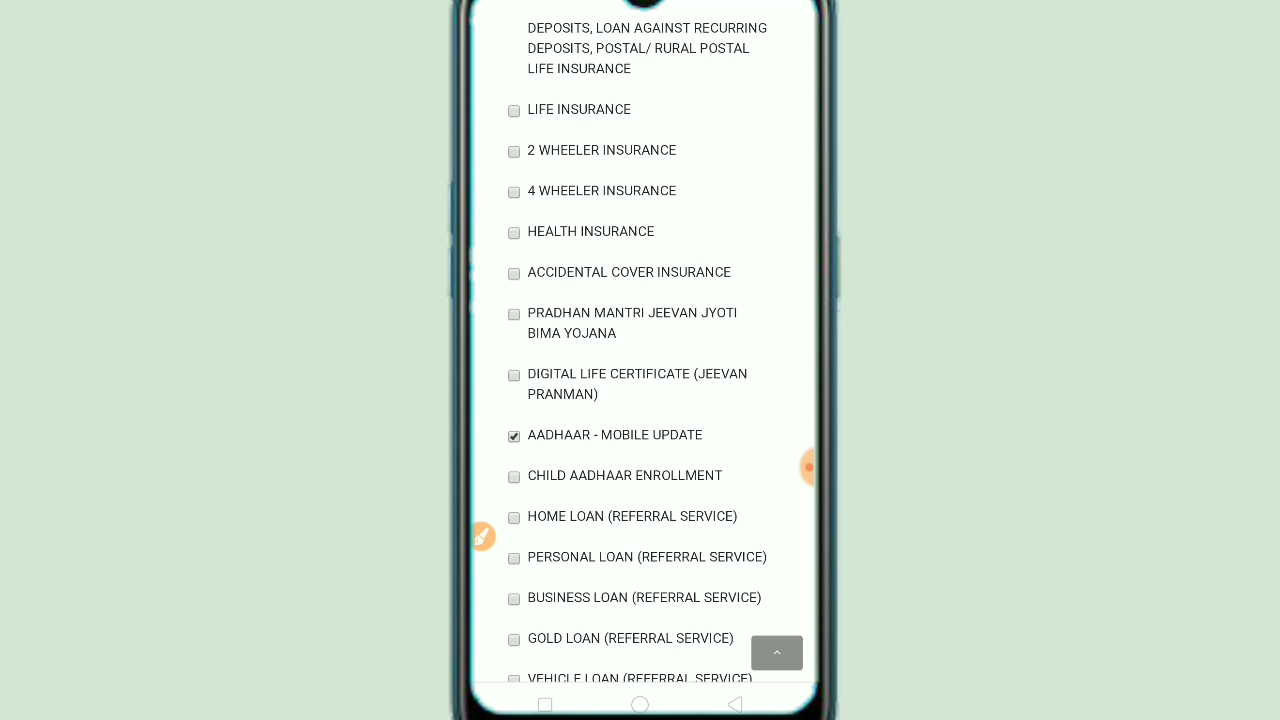 DEPOSITS, LOAN AGAINST RECURRING
DEPOSITS, POSTAL/ RURAL POSTAL
LIFE INSURANCE
LIFE INSURANCE
2 WHEELER INSURANCE
4 WHEELER INSURANCE
HEALTH INSURANCE
ACCIDENTAL COVER INSURANCE
PRADHAN MANTRI JEEVAN JYOTI
BIMA YOJANA
DIGITAL LIFE CERTIFICATE (JEEVAN
PRANMAN)
AADHAAR - MOBILE UPDATE
CHILD AADHAAR ENROLLMENT
HOME LOAN (REFERRAL SERVICE)
PERSONAL LOAN (REFERRAL SERVICE)
BUSINESS LOAN (REFERRAL SERVICE)
GOLD LOAN (REFERRAL SERVICE)
VEHICLE LOAN (REFERRAL SERVICE)